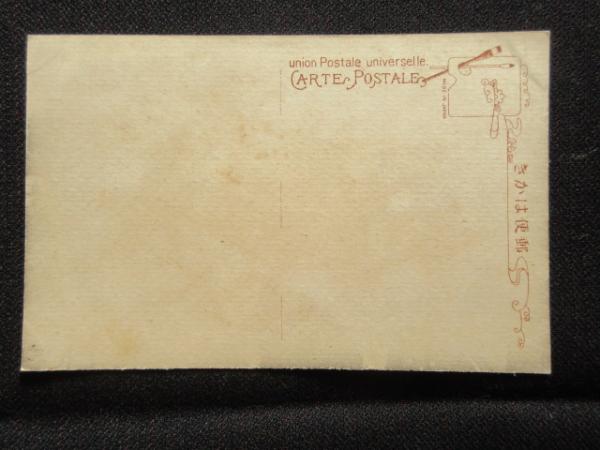 union Postale universelle.
CARTE POSTALE
きかは便郵